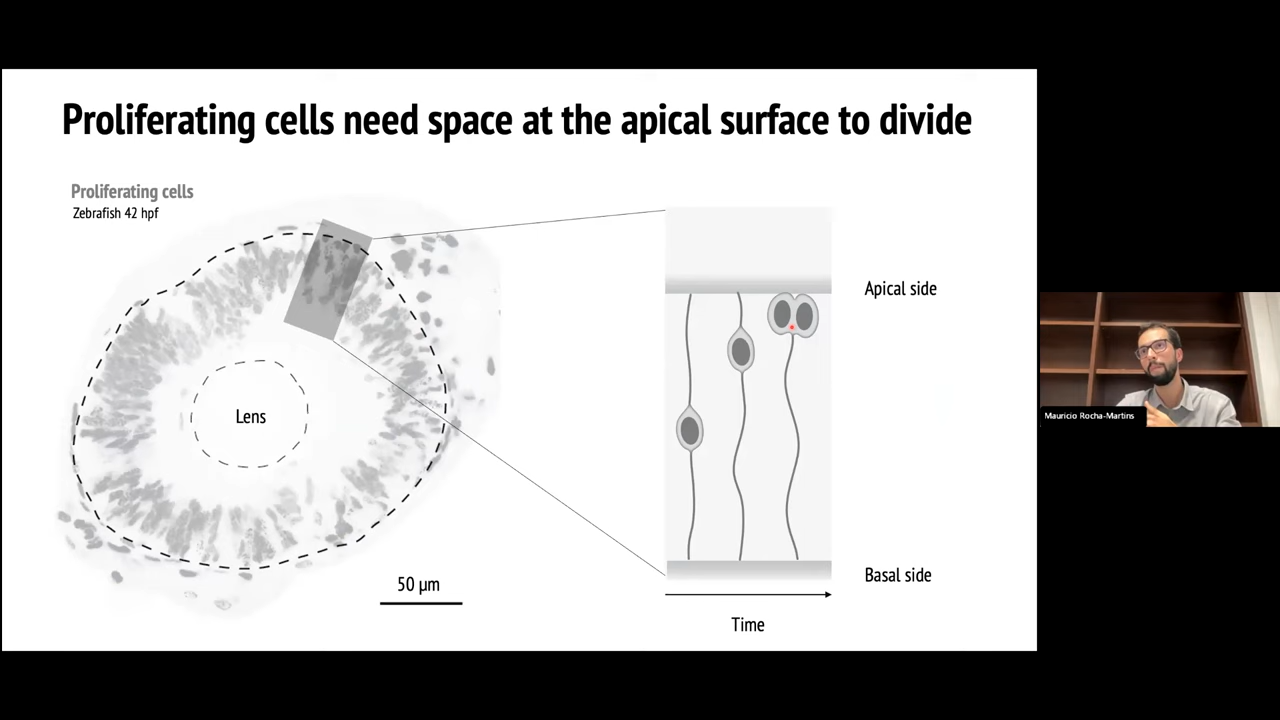 Proliferating cells need space at the apical surface to divide
Proliferating cells
Zebrafish 42 hpf
Lens
50 µm
Apical side
Basal side
Time
Mauricio Rocha-Martins